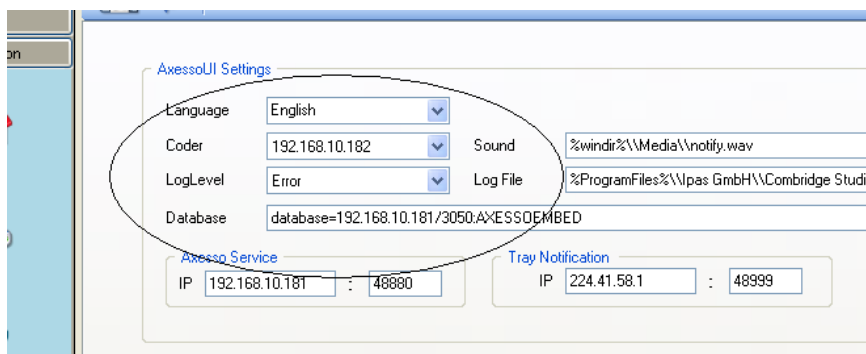 on
AxessoUI Settings
Language English
Coder 192.168.10.182 Sound %windir%\\Media\\notify.wav
LogLevel Error Log File %ProgramFiles%\\Ipas GmbH\\Combridge Studi
Database database=192.168.10.181/3050:AXESSOEMBED
Axesso Service Tray Notification
IP 192.168.10.181 : 48880 IP 224.41.58.1 : 48999